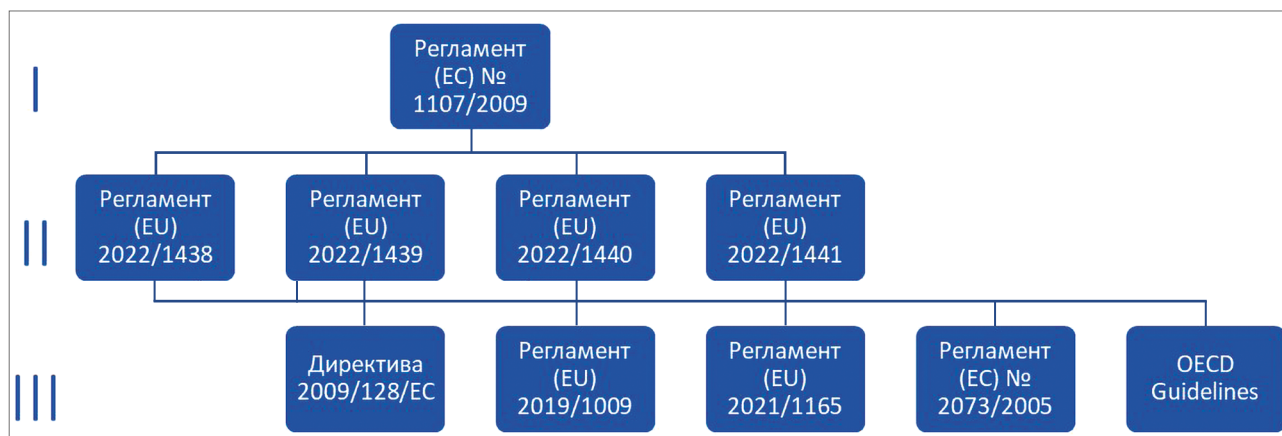 I
Регламент
(ЕС) №
1107/2009
II
Регламент
(EU)
2022/1438
Регламент
(EU)
2022/1439
Регламент
(EU)
2022/1440
Регламент
(EU)
2022/1441
III
Директива
2009/128/ЕС
Регламент
(EU)
2019/1009
Регламент
(EU)
2021/1165
Регламент
(ЕС) №
2073/2005
OECD
Guidelines